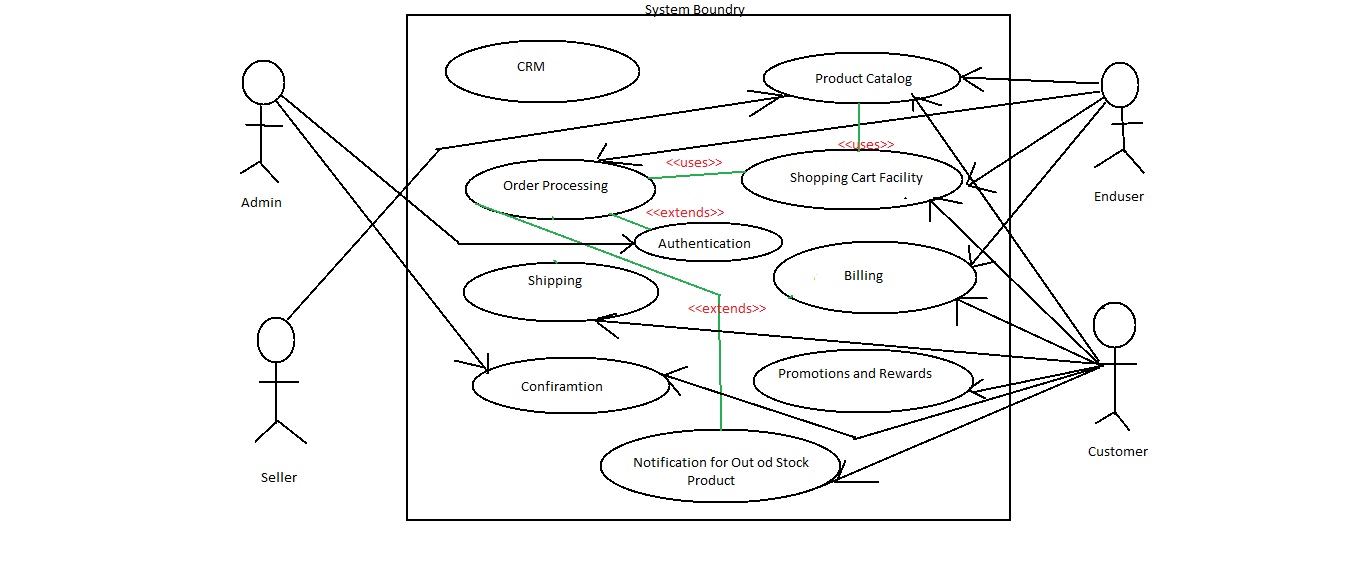 System Boundry
CRM
Product Catalog
<<uses>>
<<uses>>
Order Processing
Shopping Cart Facility
Admin
Enduser
<<extends>>
Authentication
Shipping
Billing
<<extends>>
Promotions and Rewards
Confiramtion
Customer
Notification for Out od Stock
Product
Seller